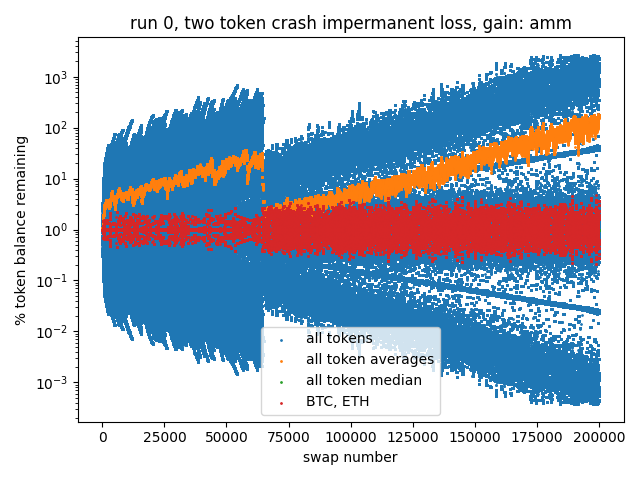 run 0, two token crash impermanent loss, gain: amm
% token balance remaining
10³
10²
10¹
10⁰
10⁻¹
10⁻²
10⁻³
all tokens
all token averages
all token median
BTC, ETH
0 25000 50000 75000 100000 125000 150000 175000 200000
swap number